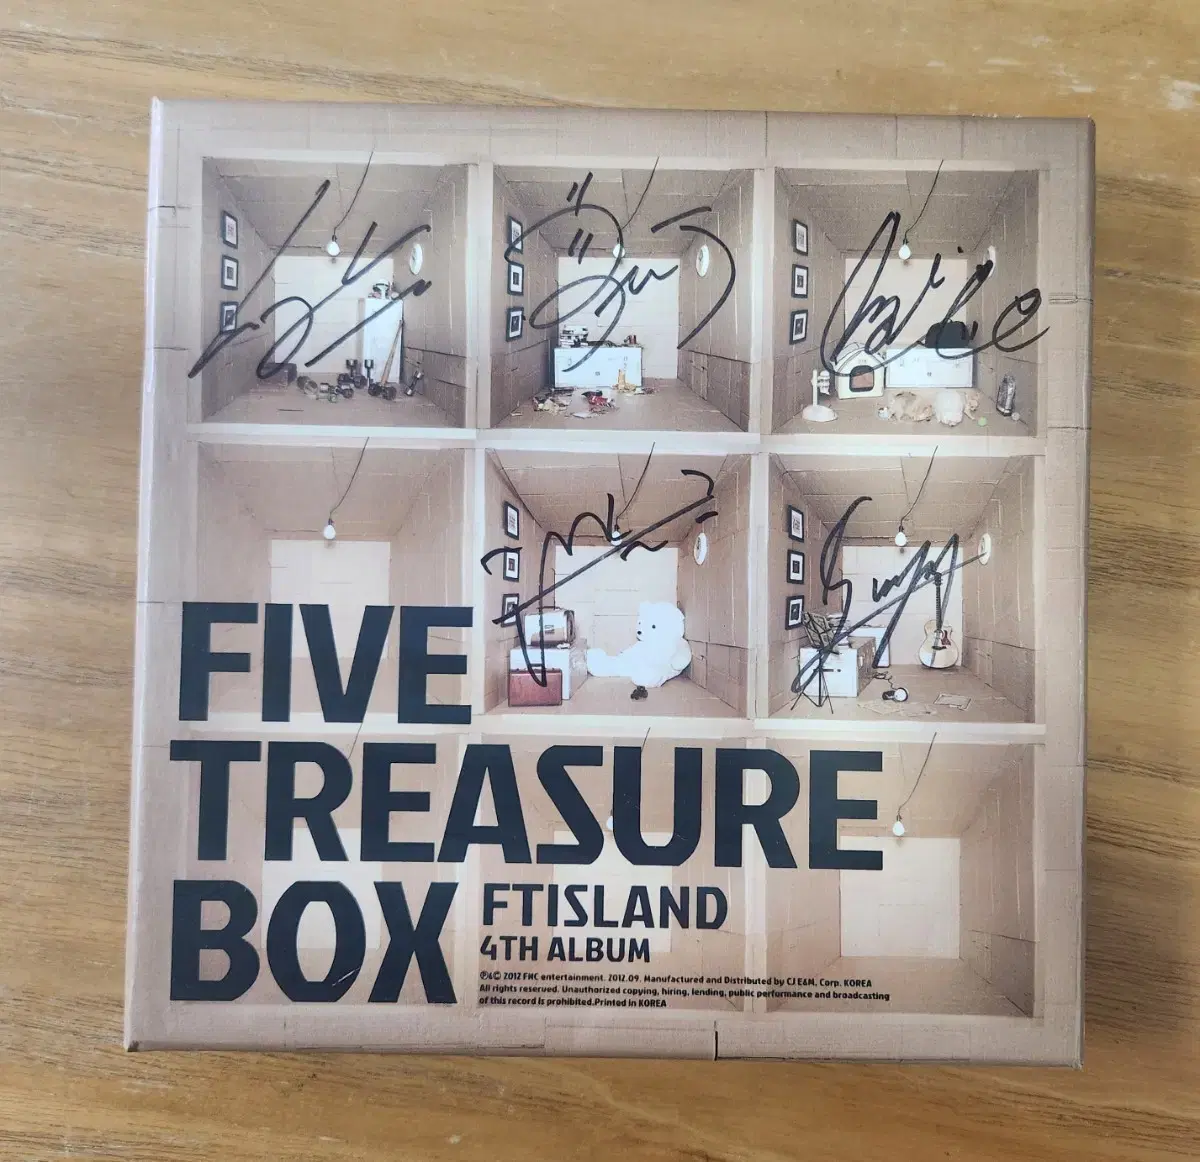 FIVE
TREASURE
BOX
FTISLAND
4TH ALBUM
℗&© 2012 FNC entertainment. 2012.09. Manufactured and Distributed by CJ E&M. Corp. KOREA
All rights reserved. Unauthorized copying, hiring, lending, public performance and broadcasting
of this record is prohibited.Printed in KOREA